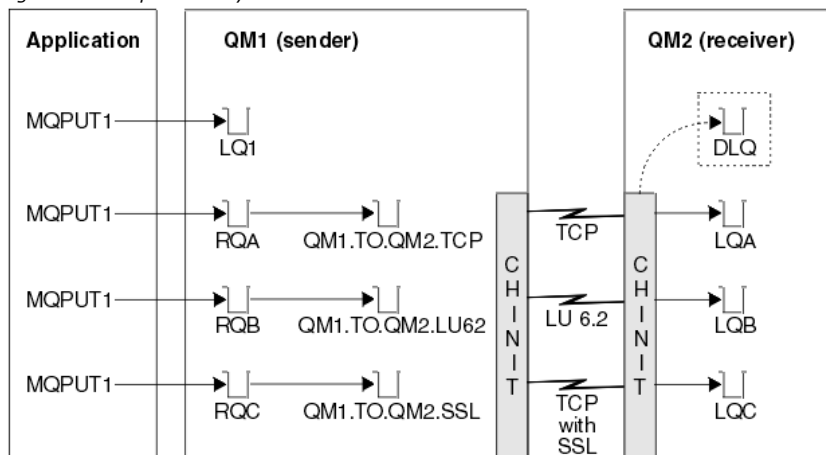 Application
QM1 (sender)
QM2 (receiver)
MQPUT1
LQ1
DLQ
MQPUT1
RQA
QM1.TO.QM2.TCP
TCP
LQA
MQPUT1
RQB
QM1.TO.QM2.LU62
LU 6.2
LQB
MQPUT1
RQC
QM1.TO.QM2.SSL
TCP
with
SSL
LQC
C
H
I
N
I
T
C
H
I
N
I
T